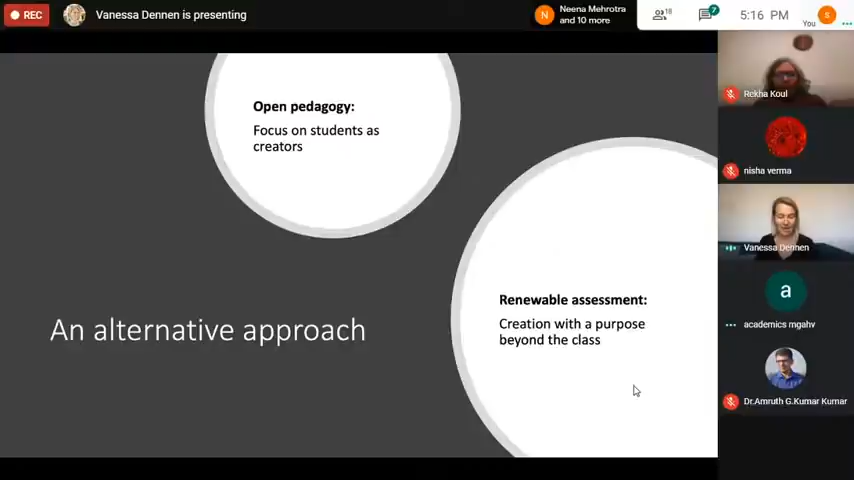 REC
Vanessa Dennen is presenting
N
Neena Mehrotra
and 10 more
18
7
5:16 PM
You
S
Open pedagogy:
Focus on students as
creators
Rekha Koul
nisha verma
Vanessa Dennen
Renewable assessment:
Creation with a purpose
beyond the class
An alternative approach
a
academics mgahv
Dr.Amruth G.Kumar Kumar